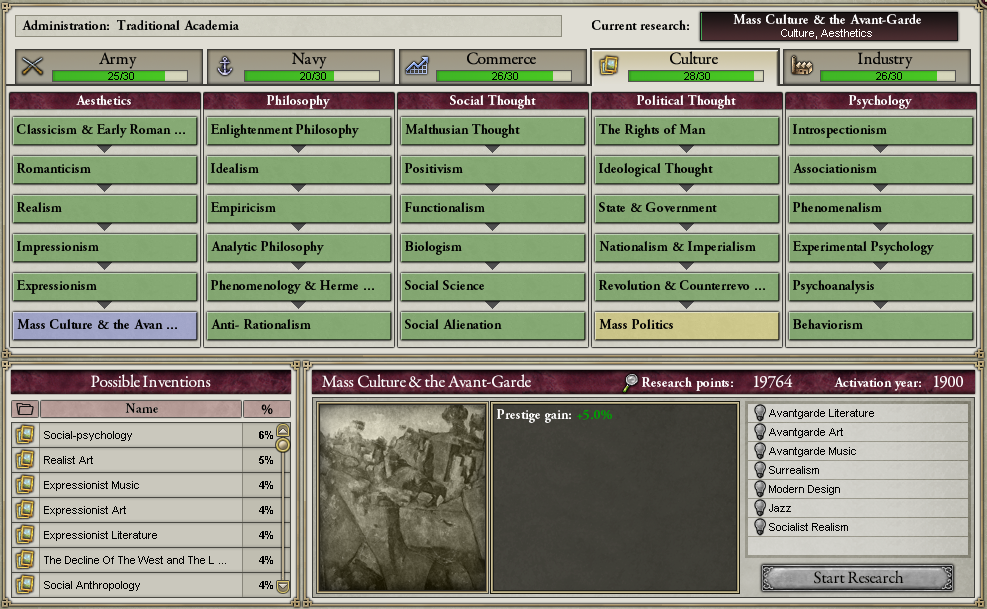 Administration: Traditional Academia
Current research:
Mass Culture & the Avant-Garde
Culture, Aesthetics
Army
25/30
Navy
20/30
Commerce
26/30
Culture
28/30
Industry
26/30
Aesthetics
Philosophy
Social Thought
Political Thought
Psychology
Classicism & Early Roman ...
Enlightenment Philosophy
Malthusian Thought
The Rights of Man
Introspectionism
Romanticism
Idealism
Positivism
Ideological Thought
Associationism
Realism
Empiricism
Functionalism
State & Government
Phenomenalism
Impressionism
Analytic Philosophy
Biologism
Nationalism & Imperialism
Experimental Psychology
Expressionism
Phenomenology & Herme ...
Social Science
Revolution & Counterrevo ...
Psychoanalysis
Mass Culture & the Avan ...
Anti- Rationalism
Social Alienation
Mass Politics
Behaviorism
Possible Inventions
Name %
Social-psychology 6%
Realist Art 5%
Expressionist Music 4%
Expressionist Art 4%
Expressionist Literature 4%
The Decline Of The West and The L ... 4%
Social Anthropology 4%
Mass Culture & the Avant-Garde
Research points: 19764
Activation year: 1900
Prestige gain: +5.0%
Avantgarde Literature
Avantgarde Art
Avantgarde Music
Surrealism
Modern Design
Jazz
Socialist Realism
Start Research